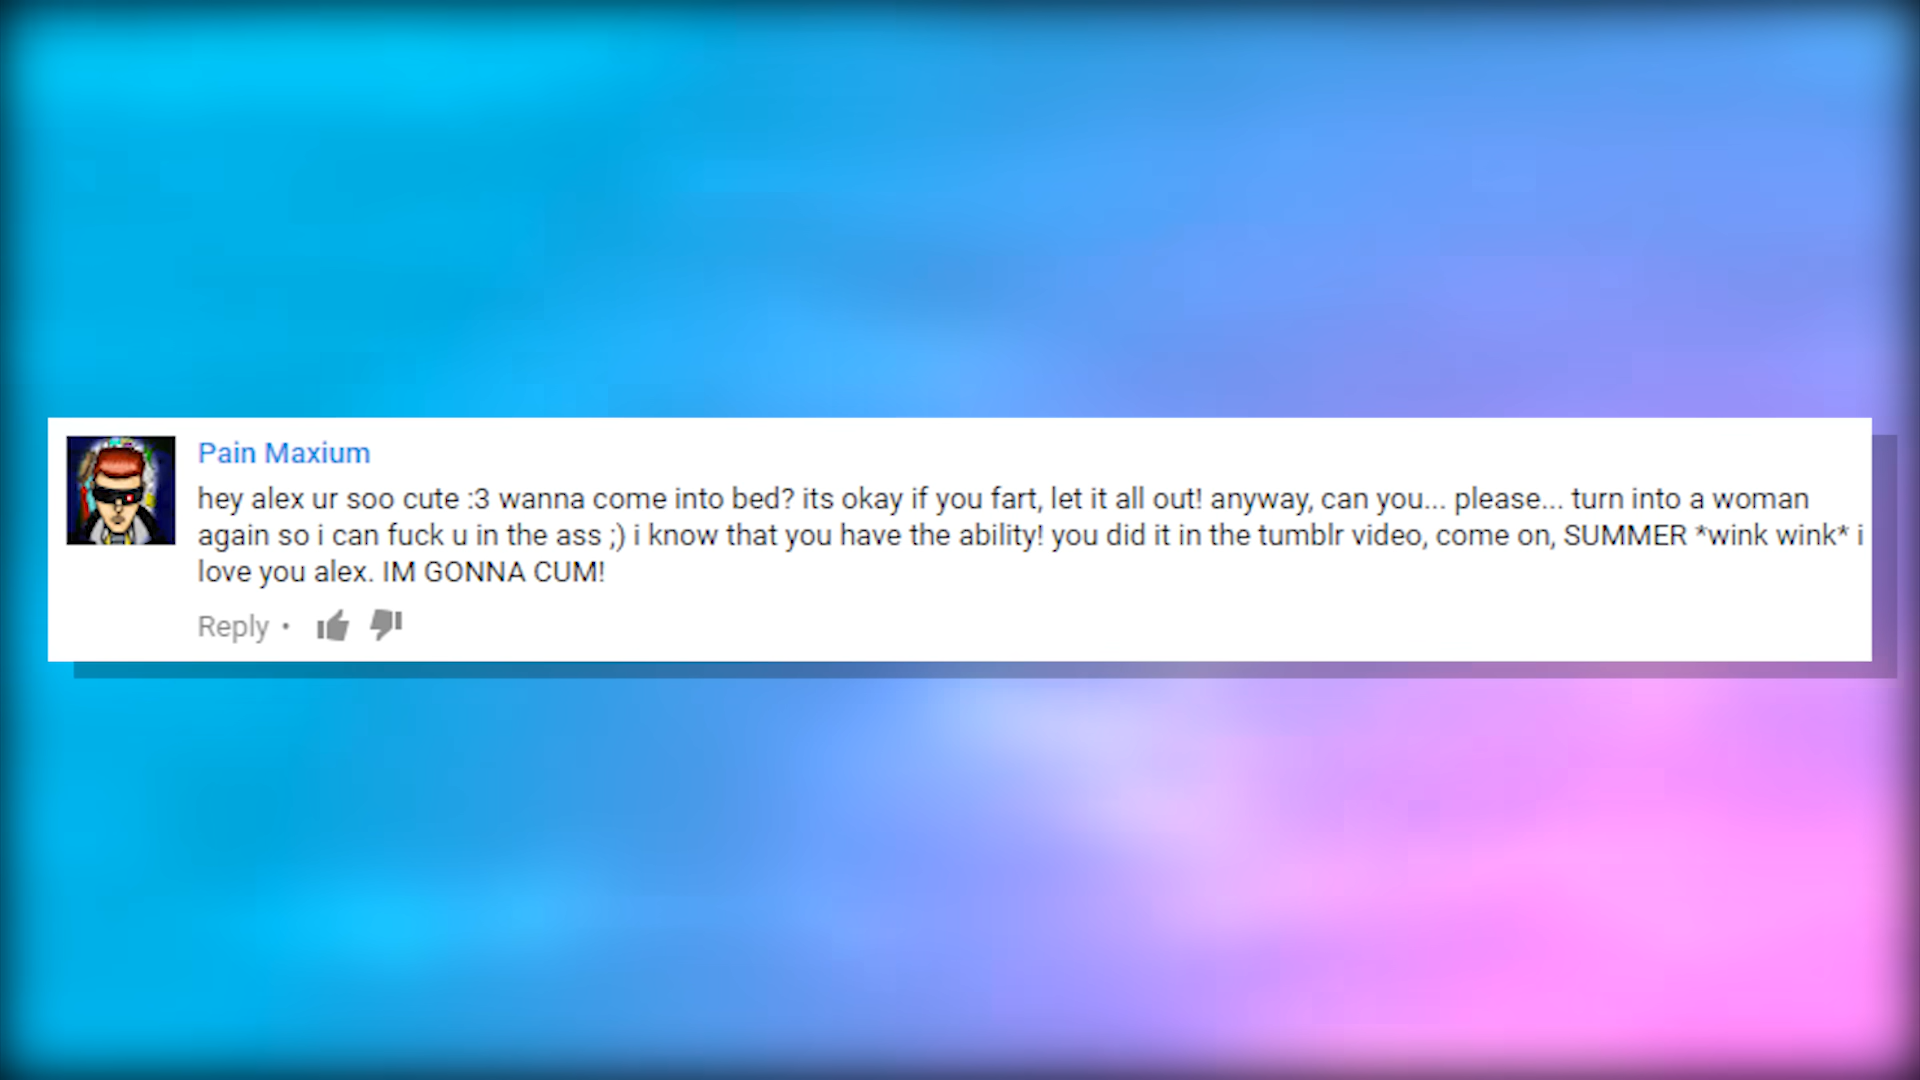 Pain Maxium
hey alex ur soo cute :3 wanna come into bed? its okay if you fart, let it all out! anyway, can you... please... turn into a woman
again so i can fuck u in the ass ;) i know that you have the ability! you did it in the tumblr video, come on, SUMMER *wink wink* i
love you alex. IM GONNA CUM!
Reply •